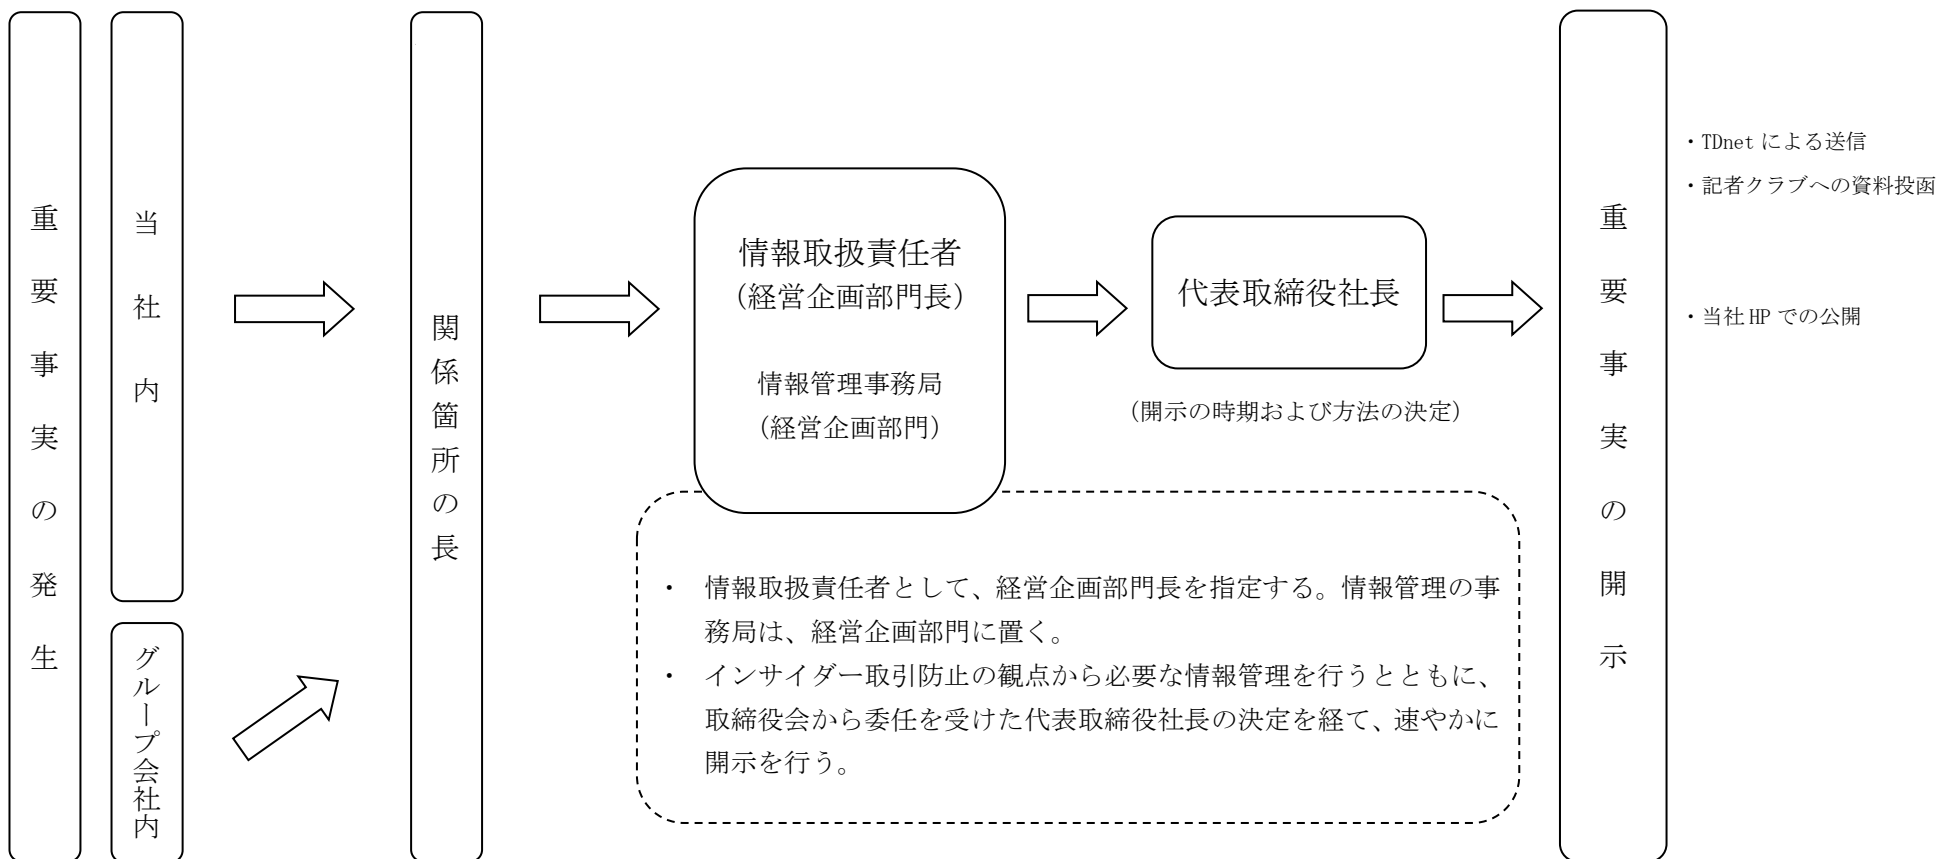 重要事実の発生
当社内
グループ会社内
関係箇所の長
情報取扱責任者
（経営企画部門長）
情報管理事務局
（経営企画部門）
代表取締役社長
（開示の時期および方法の決定）
・ 情報取扱責任者として、経営企画部門長を指定する。情報管理の事
務局は、経営企画部門に置く。
・ インサイダー取引防止の観点から必要な情報管理を行うとともに、
取締役会から委任を受けた代表取締役社長の決定を経て、速やかに
開示を行う。
重要事実の開示
・TDnet による送信
・記者クラブへの資料投函
・当社 HP での公開